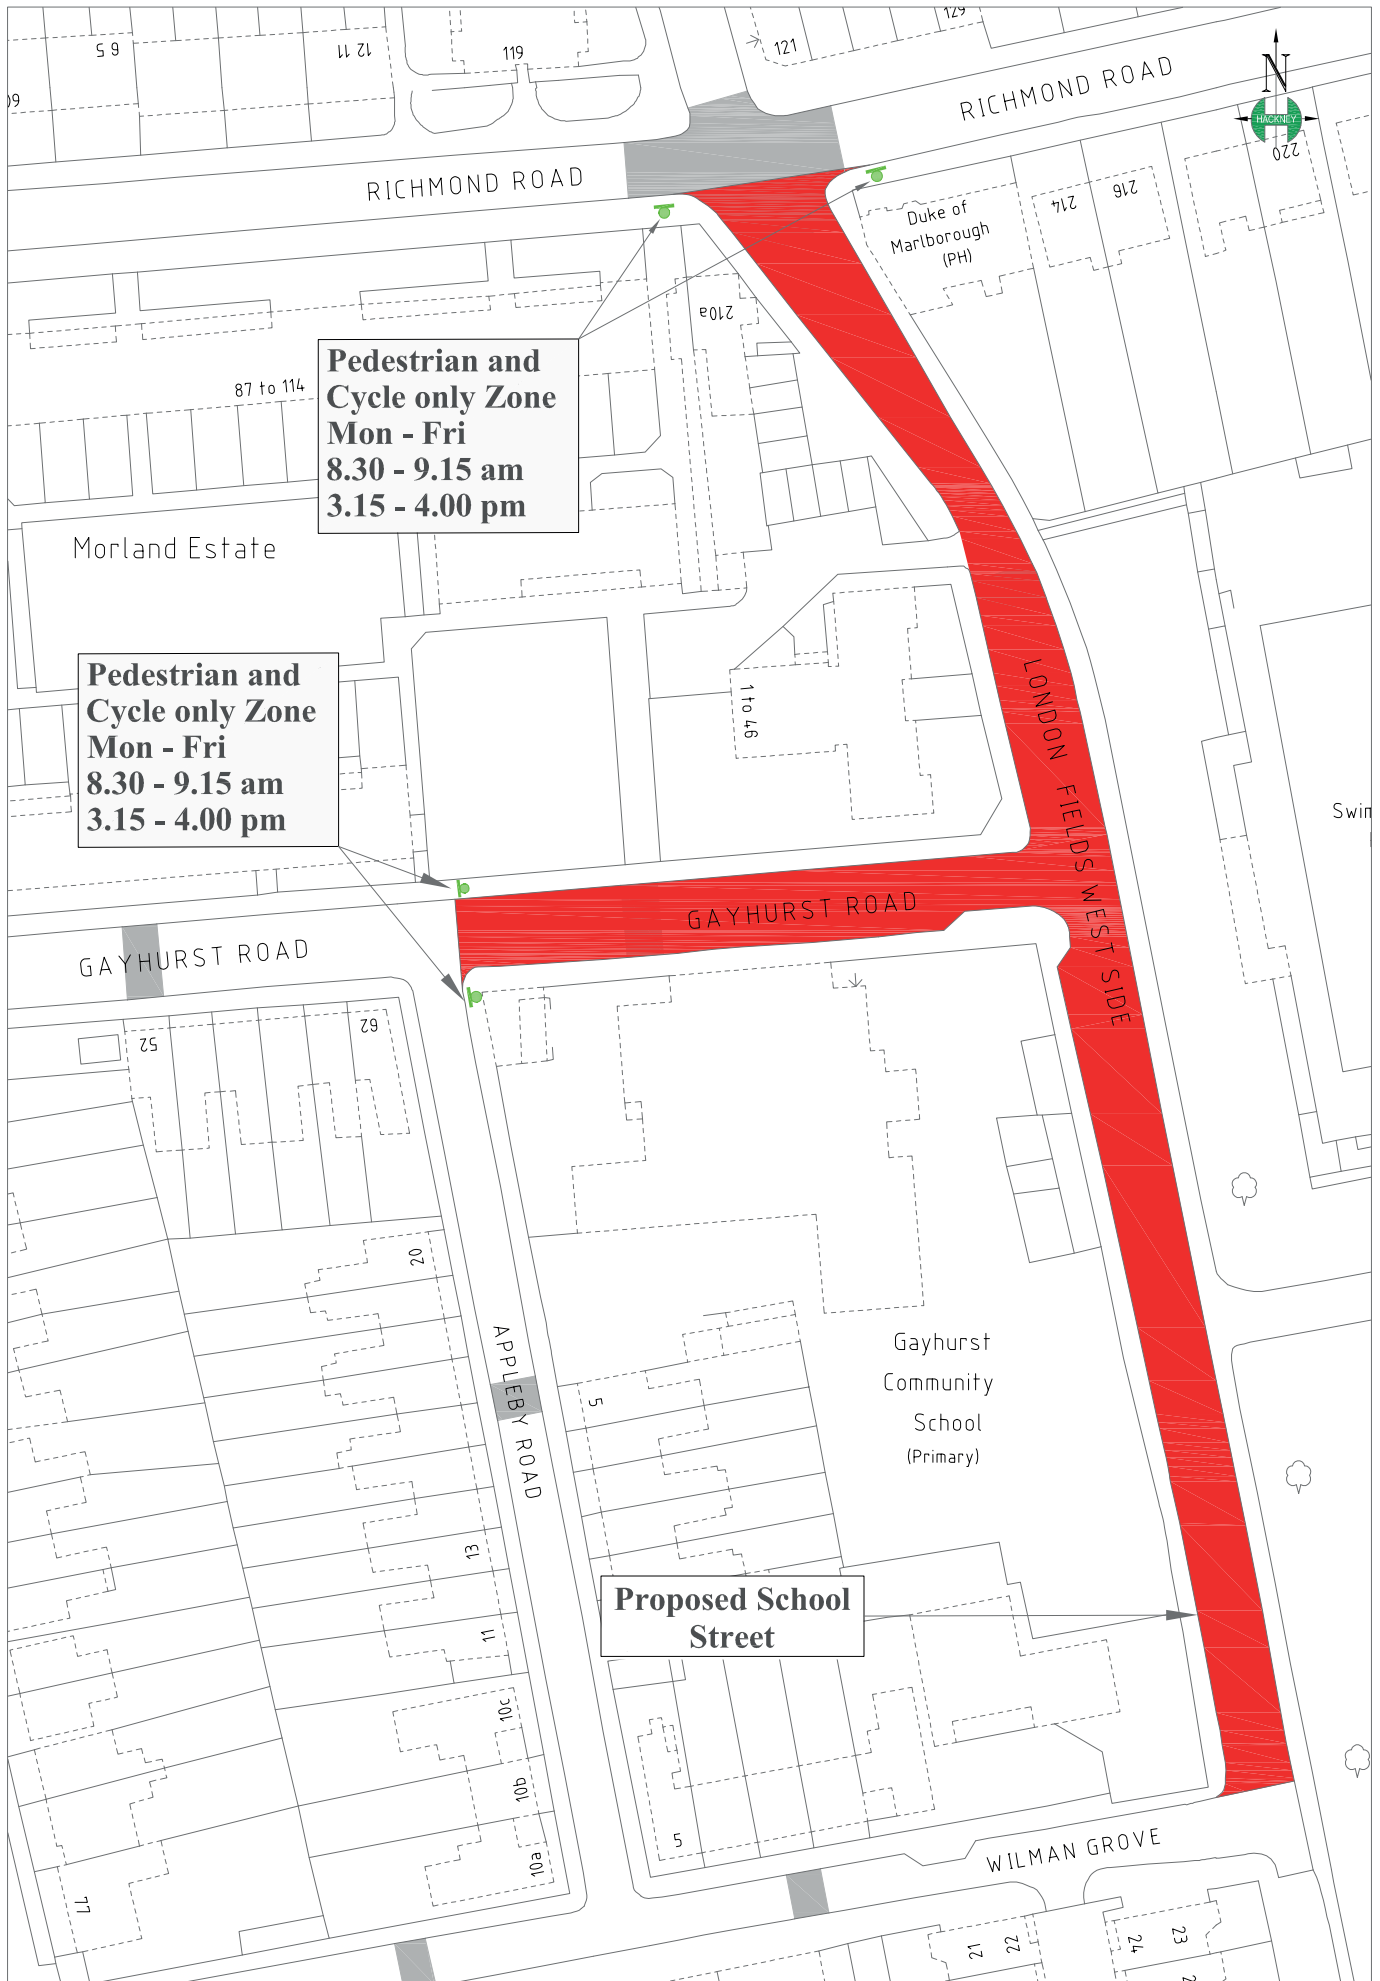 6 5
12 11
119
121
129
60
RICHMOND ROAD
N
HACKNEY
220
RICHMOND ROAD
Duke of
Marlborough
(PH)
214
216
210a
87 to 114
Pedestrian and
Cycle only Zone
Mon - Fri
8.30 - 9.15 am
3.15 - 4.00 pm
Morland Estate
Pedestrian and
Cycle only Zone
Mon - Fri
8.30 - 9.15 am
3.15 - 4.00 pm
1 to 46
LONDON FIELDS WEST SIDE
Swim
GAYHURST ROAD
GAYHURST ROAD
52
62
20
APPLEBY ROAD
5
Gayhurst
Community
School
(Primary)
13
11
Proposed School
Street
10c
10b
10a
5
77
WILMAN GROVE
21
22
24
23